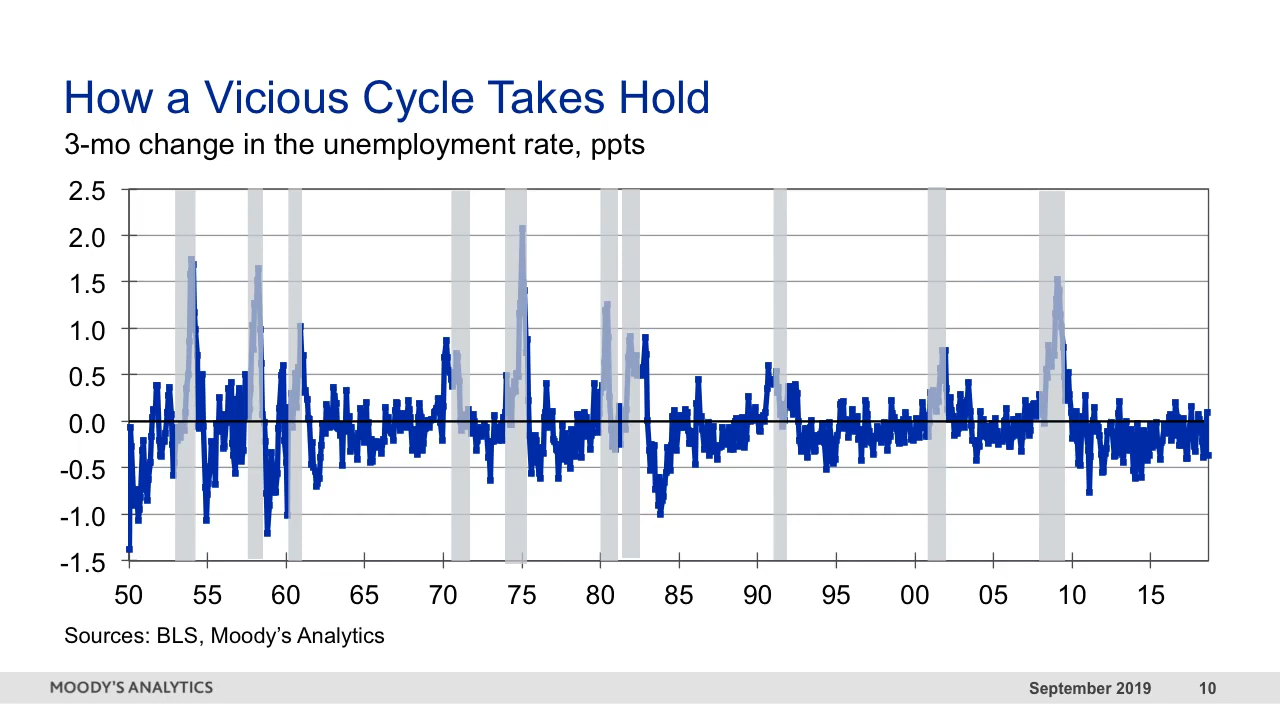 How a Vicious Cycle Takes Hold
3-mo change in the unemployment rate, ppts
2.5
2.0
1.5
1.0
0.5
0.0
-0.5
-1.0
-1.5
50 55 60 65 70 75 80 85 90 95 00 05 10 15
Sources: BLS, Moody’s Analytics
MOODY'S ANALYTICS September 2019 10